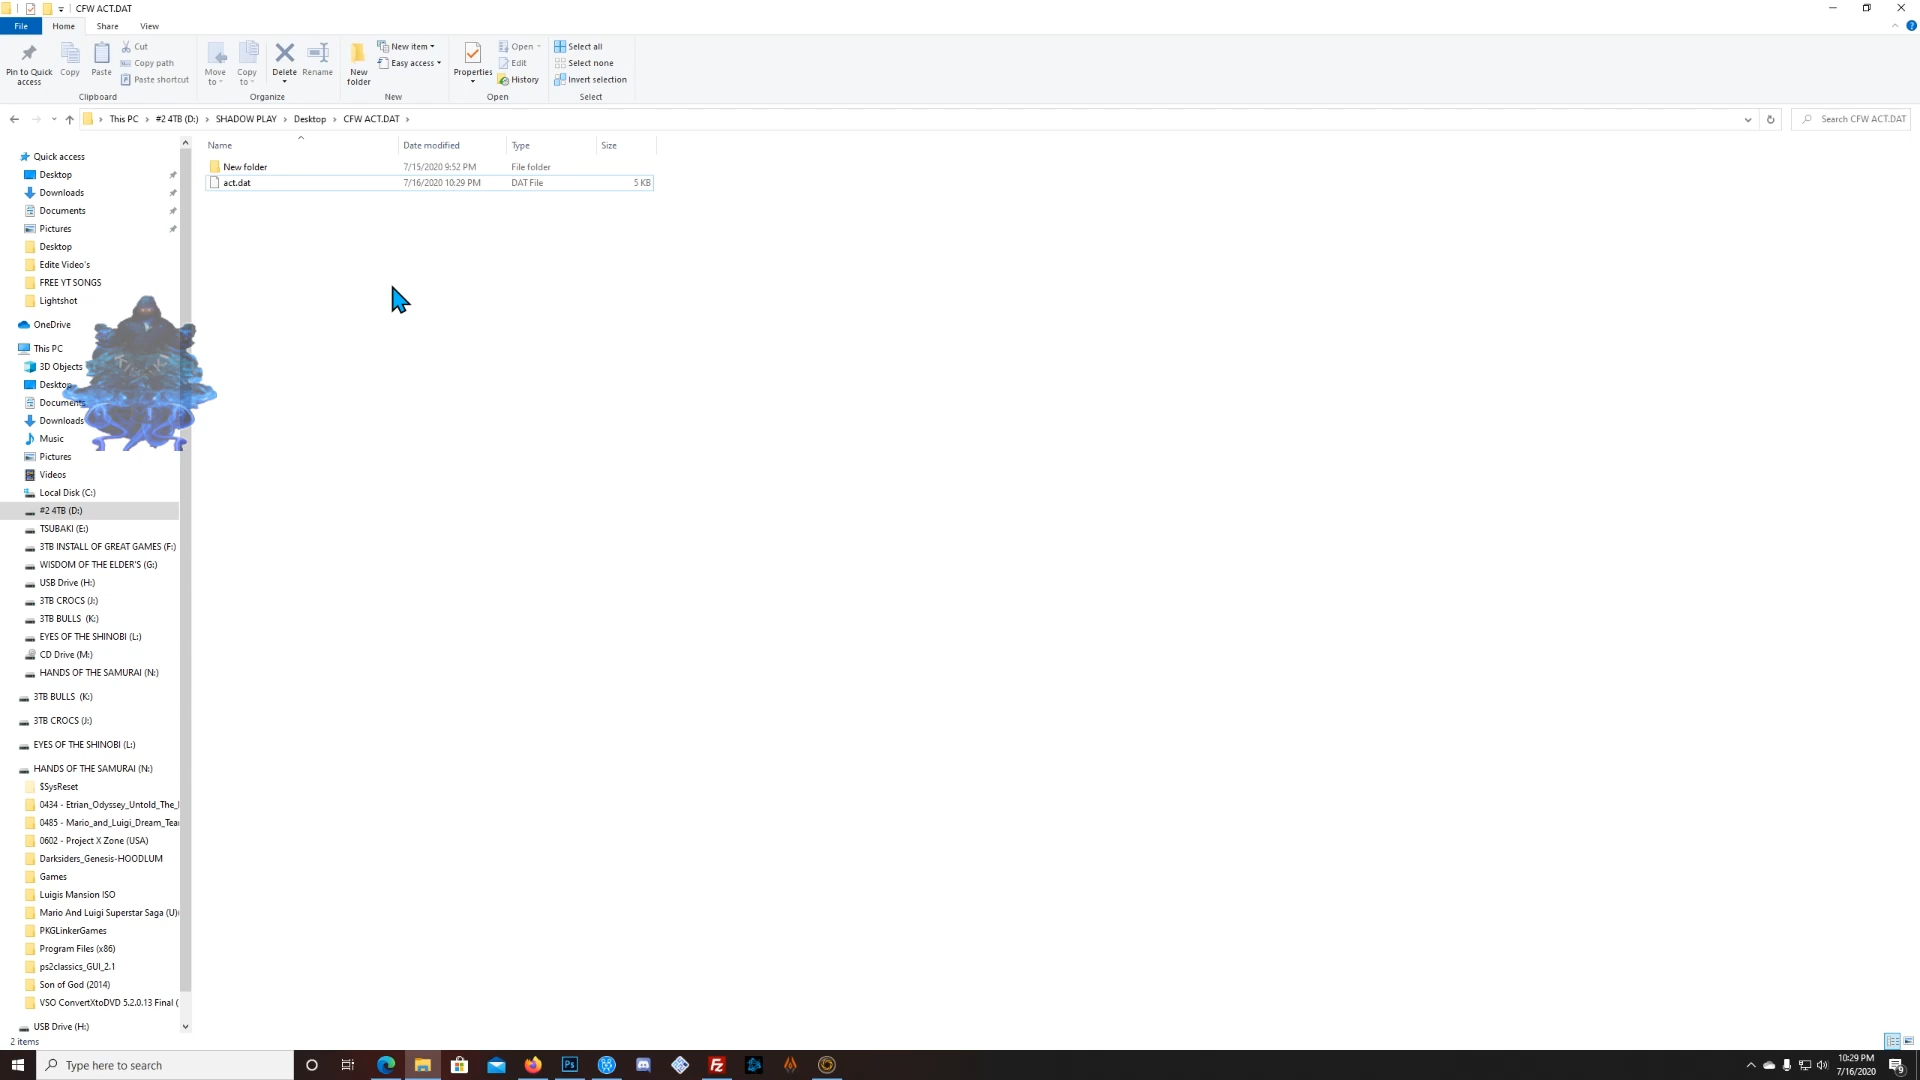 CFW ACT.DAT
File Home Share View
Pin to Quick access
Copy
Paste
Cut
Copy path
Paste shortcut
Clipboard
Move to
Copy to
Delete
Rename
Organize
New folder
New item
Easy access
New
Properties
Open
Edit
History
Open
Select all
Select none
Invert selection
Select
This PC › #2 4TB (D:) › SHADOW PLAY › Desktop › CFW ACT.DAT ›
Search CFW ACT.DAT
Name Date modified Type Size
New folder 7/15/2020 9:52 PM File folder
act.dat 7/16/2020 10:29 PM DAT File 5 KB
Quick access
Desktop
Downloads
Documents
Pictures
Desktop
Edite Video's
FREE YT SONGS
Lightshot
OneDrive
This PC
3D Objects
Desktop
Documents
Downloads
Music
Pictures
Videos
Local Disk (C:)
#2 4TB (D:)
TSUBAKI (E:)
3TB INSTALL OF GREAT GAMES (F:)
WISDOM OF THE ELDER'S (G:)
USB Drive (H:)
3TB CROCS (J:)
3TB BULLS (K:)
EYES OF THE SHINOBI (L:)
CD Drive (M:)
HANDS OF THE SAMURAI (N:)
3TB BULLS (K:)
3TB CROCS (J:)
EYES OF THE SHINOBI (L:)
HANDS OF THE SAMURAI (N:)
$SysReset
0434 - Etrian_Odyssey_Untold_The_
0485 - Mario_and_Luigi_Dream_Tea
0602 - Project X Zone (USA)
Darksiders_Genesis-HOODLUM
Games
Luigis Mansion ISO
Mario And Luigi Superstar Saga (U)
PKGLinkerGames
Program Files (x86)
ps2classics_GUI_2.1
Son of God (2014)
VSO ConvertXtoDVD 5.2.0.13 Final (
USB Drive (H:)
2 items
Type here to search
Ps
Fz
10:29 PM
7/16/2020
9